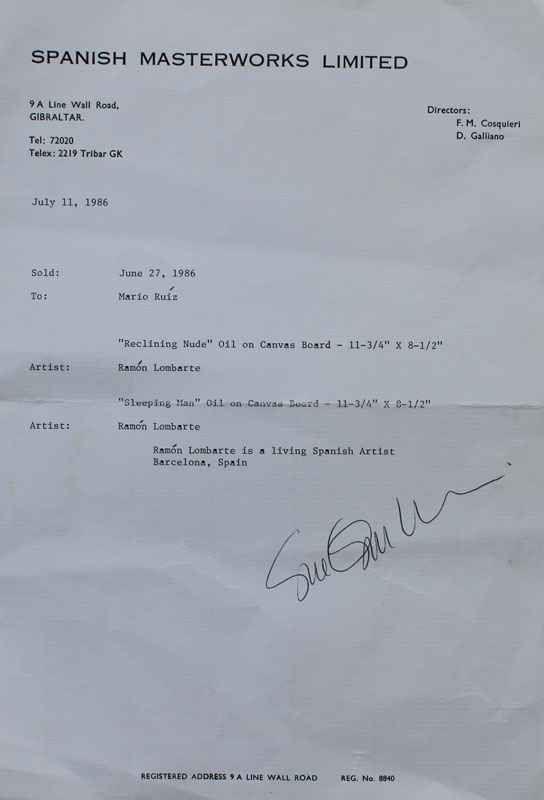 SPANISH MASTERWORKS LIMITED
9 A Line Wall Road,
GIBRALTAR.
Tel: 72020
Telex: 2219 Tribar GK
Directors:
F. M. Cosquieri
D. Galliano
July 11, 1986
Sold: June 27, 1986
To: Mario Ruíz
"Reclining Nude" Oil on Canvas Board - 11-3/4" X 8-1/2"
Artist: Ramón Lombarte
"Sleeping Man" Oil on Canvas Board - 11-3/4" X 8-1/2"
Artist: Ramón Lombarte
Ramón Lombarte is a living Spanish Artist
Barcelona, Spain
REGISTERED ADDRESS 9 A LINE WALL ROAD REG. No. 8840